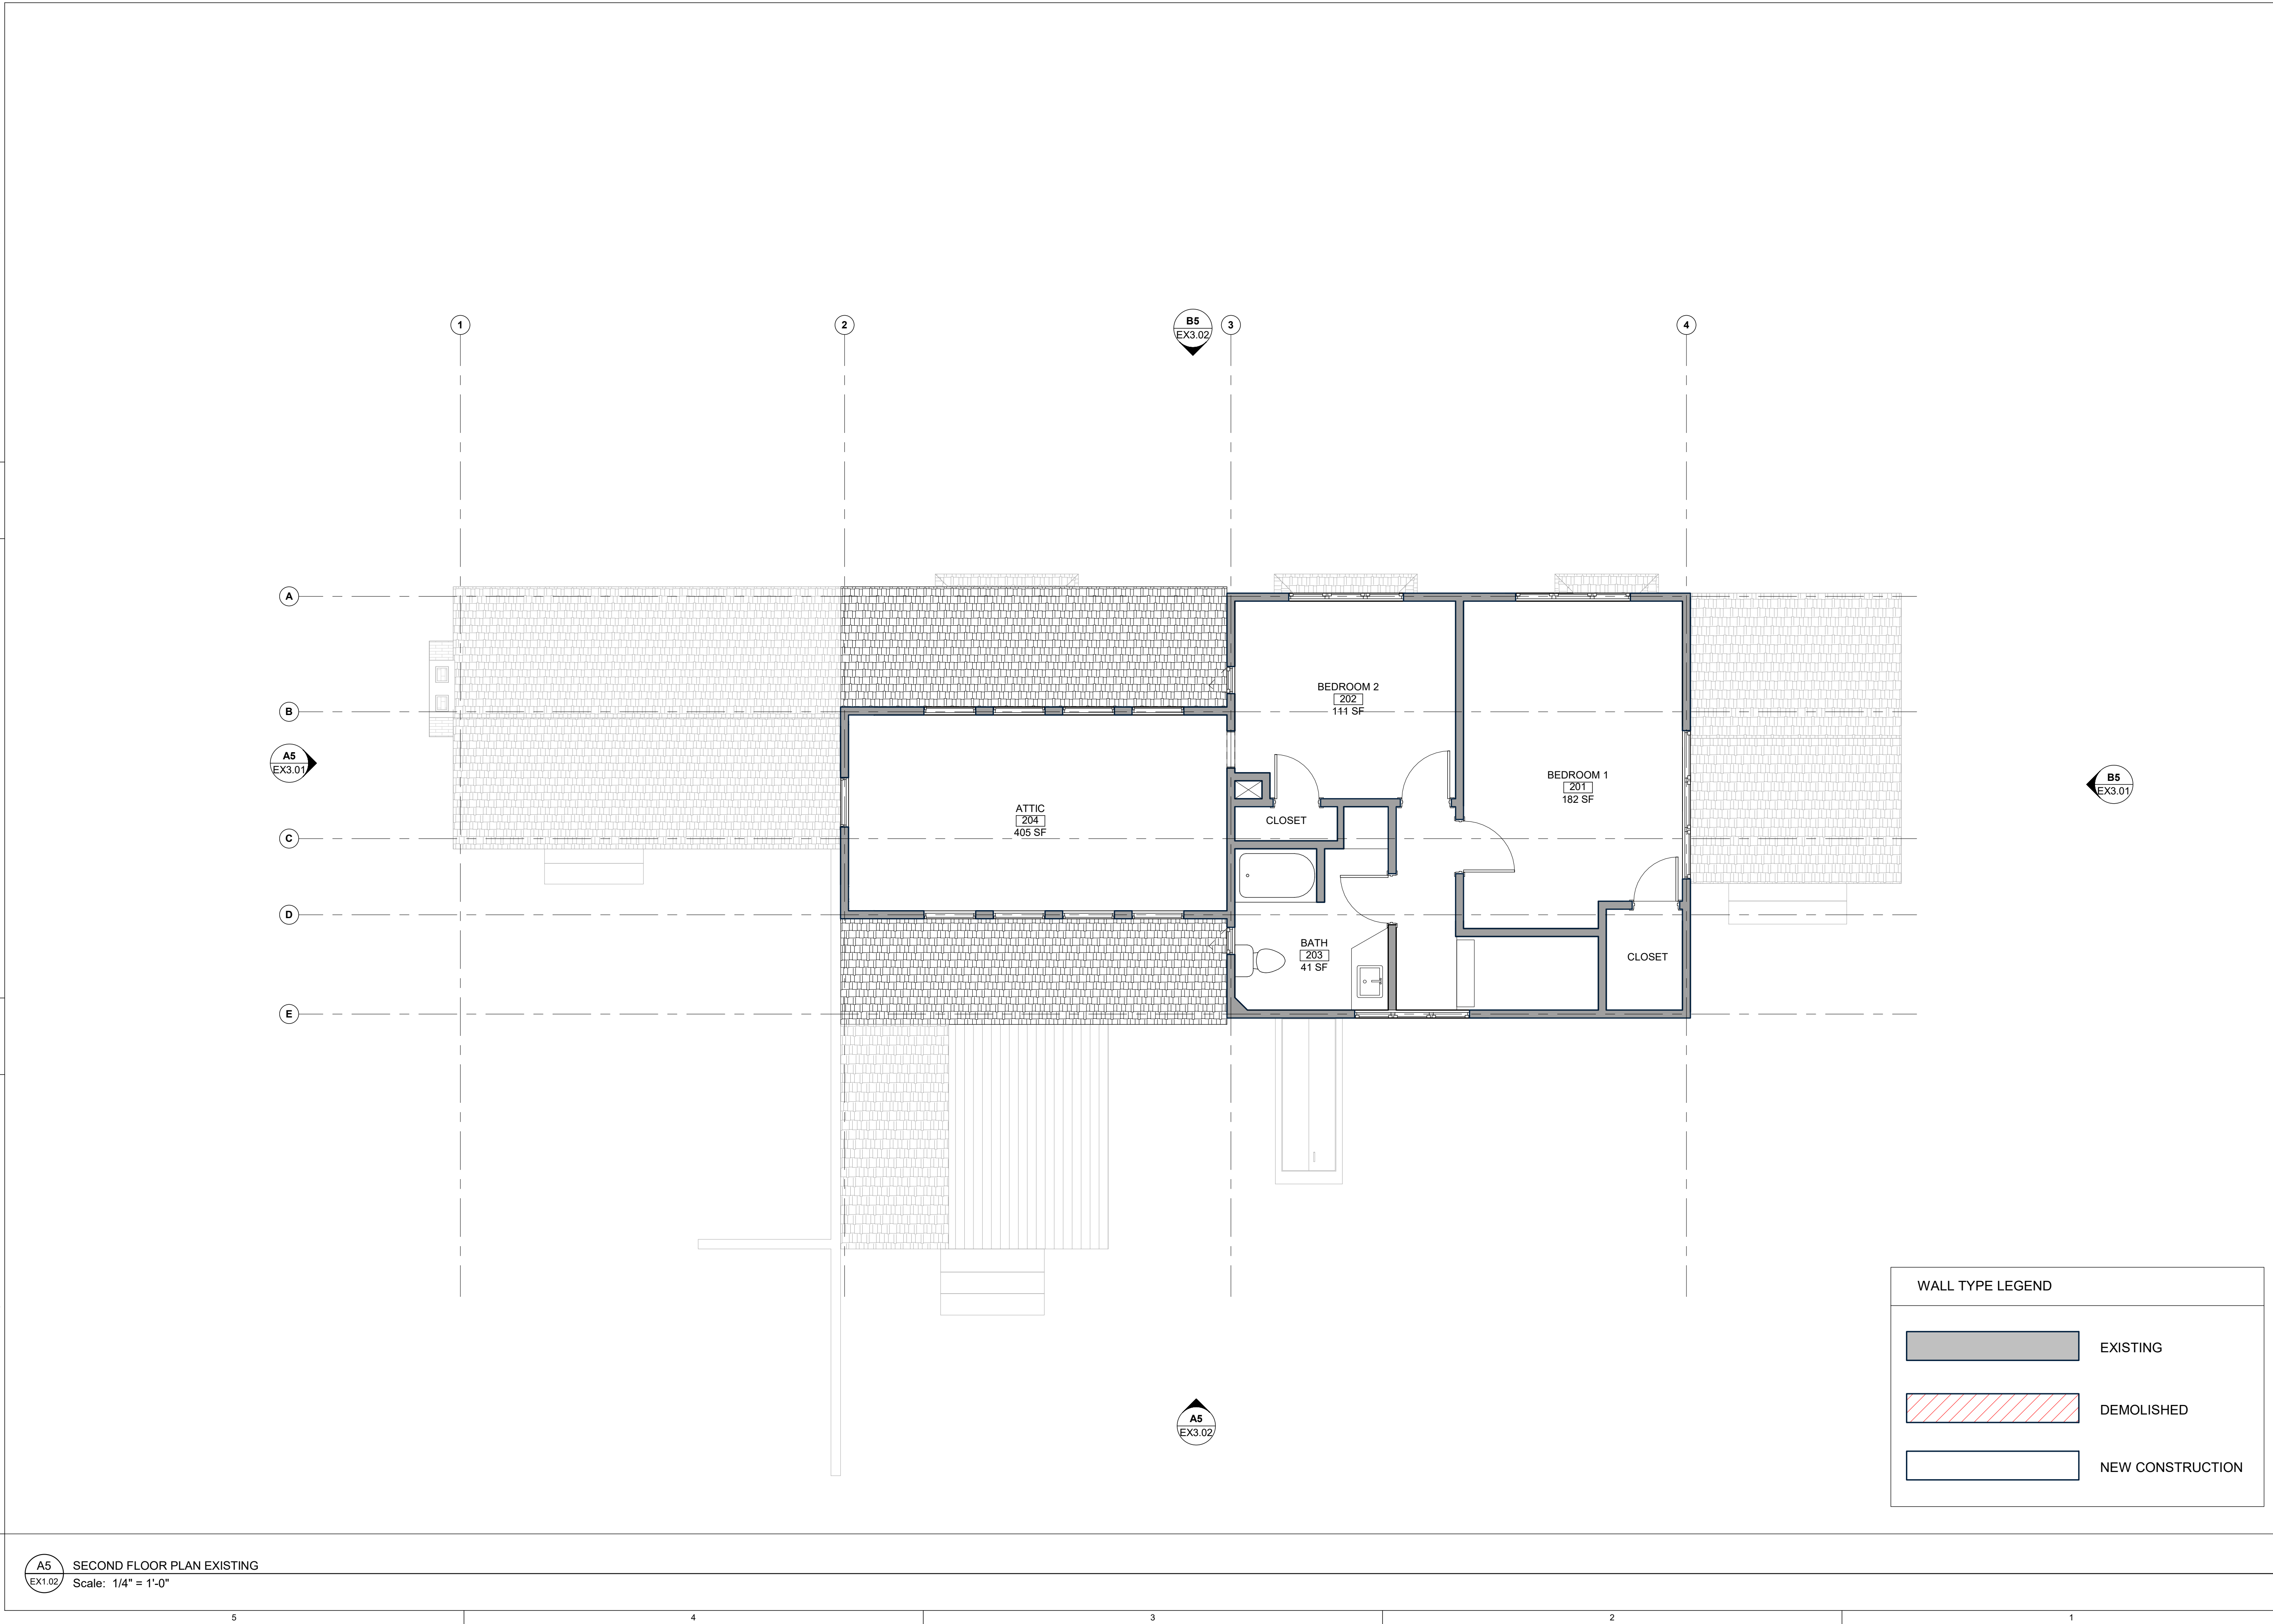 1
2
B5
EX3.02
3
4
A
B
C
D
E
A5
EX3.01
B5
EX3.01
BEDROOM 2
202
111 SF
BEDROOM 1
201
182 SF
ATTIC
204
405 SF
CLOSET
BATH
203
41 SF
CLOSET
A5
EX3.02
WALL TYPE LEGEND
EXISTING
DEMOLISHED
NEW CONSTRUCTION
A5
EX1.02
SECOND FLOOR PLAN EXISTING
Scale: 1/4" = 1'-0"
5
4
3
2
1